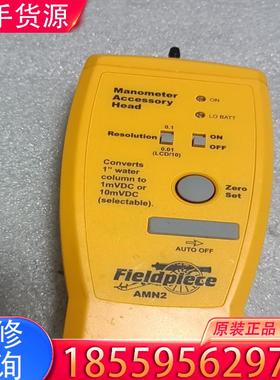 手货源
Manometer
Accessory
Head
ON
LO BATT
Resolution
0.1
0.01
(LCD/10)
ON
OFF
Converts
1" water
column to
1mVDC or
10mVDC
(selectable).
Zero
Set
AUTO OFF
Fieldpiece
AMN2
修
询
原装正品
18559562977